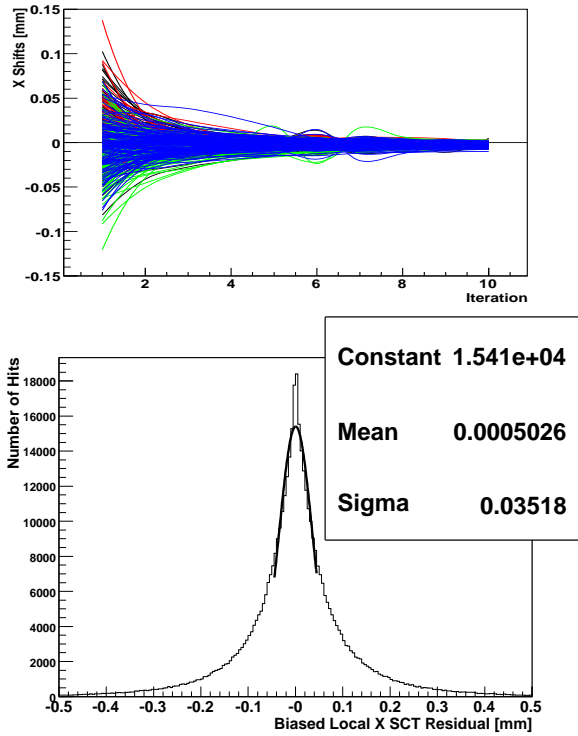 X Shifts [mm]
0.15
0.1
0.05
0
-0.05
-0.1
-0.15
2 4 6 8 10
Iteration
Constant 1.541e+04
Mean 0.0005026
Sigma 0.03518
Number of Hits
18000
16000
14000
12000
10000
8000
6000
4000
2000
0
-0.5 -0.4 -0.3 -0.2 -0.1 -0 0.1 0.2 0.3 0.4 0.5
Biased Local X SCT Residual [mm]